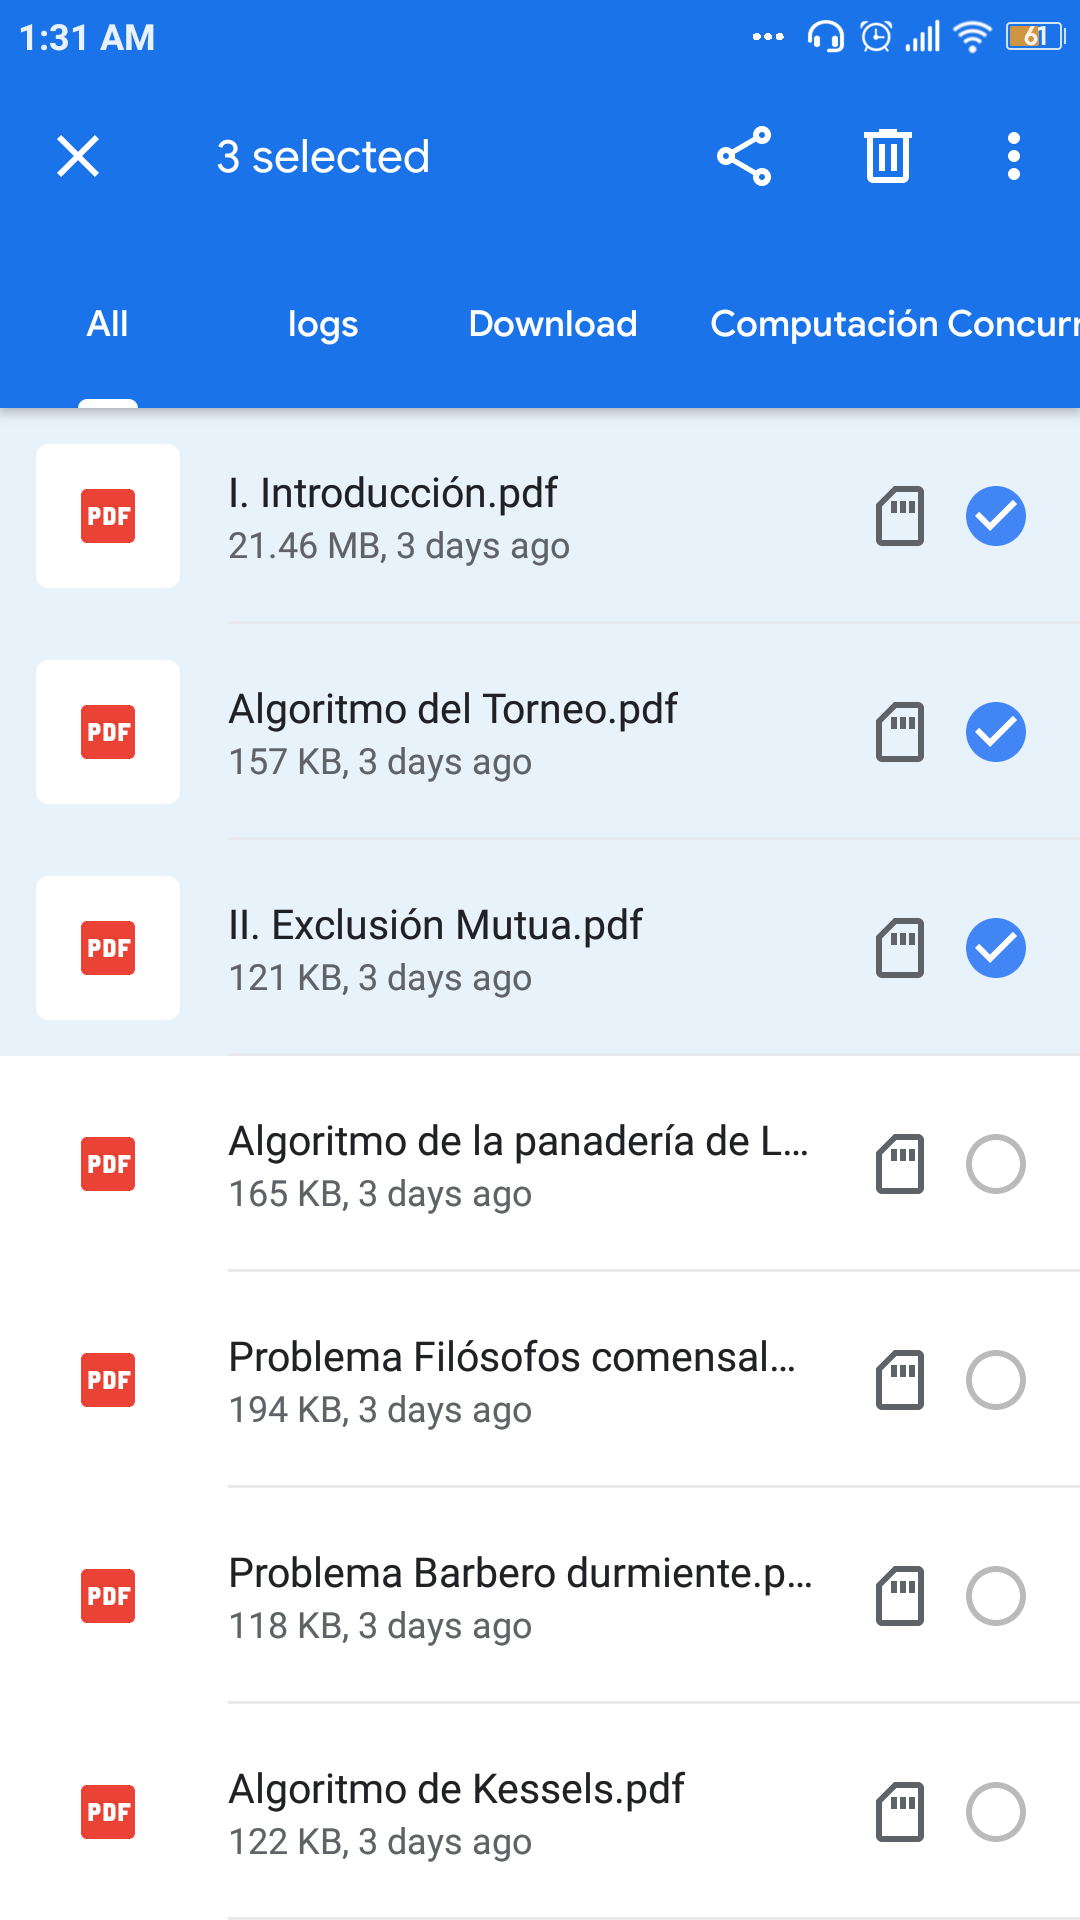 1:31 AM
61
3 selected
All
logs
Download
Computación Concurr
PDF
I. Introducción.pdf
21.46 MB, 3 days ago
PDF
Algoritmo del Torneo.pdf
157 KB, 3 days ago
PDF
II. Exclusión Mutua.pdf
121 KB, 3 days ago
PDF
Algoritmo de la panadería de L...
165 KB, 3 days ago
PDF
Problema Filósofos comensal...
194 KB, 3 days ago
PDF
Problema Barbero durmiente.p...
118 KB, 3 days ago
PDF
Algoritmo de Kessels.pdf
122 KB, 3 days ago